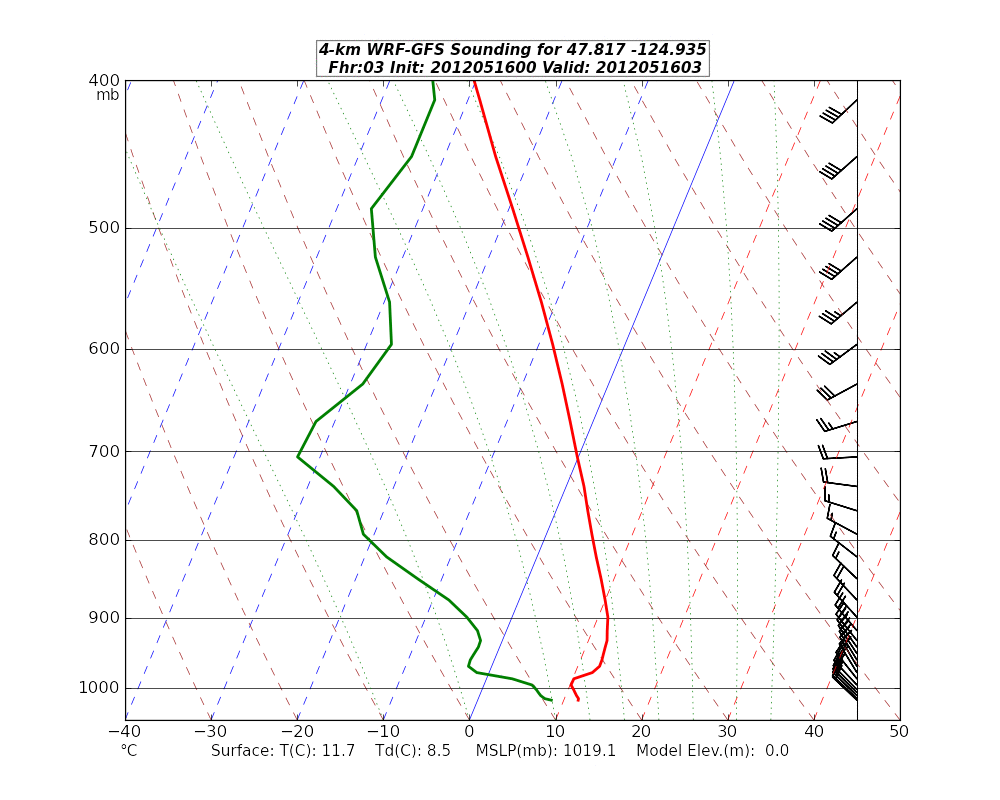 4-km WRF-GFS Sounding for 47.817 -124.935
Fhr:03 Init: 2012051600 Valid: 2012051603
400
mb
500
600
700
800
900
1000
−40 −30 −20 −10 0 10 20 30 40 50
°C Surface: T(C): 11.7 Td(C): 8.5 MSLP(mb): 1019.1 Model Elev.(m): 0.0